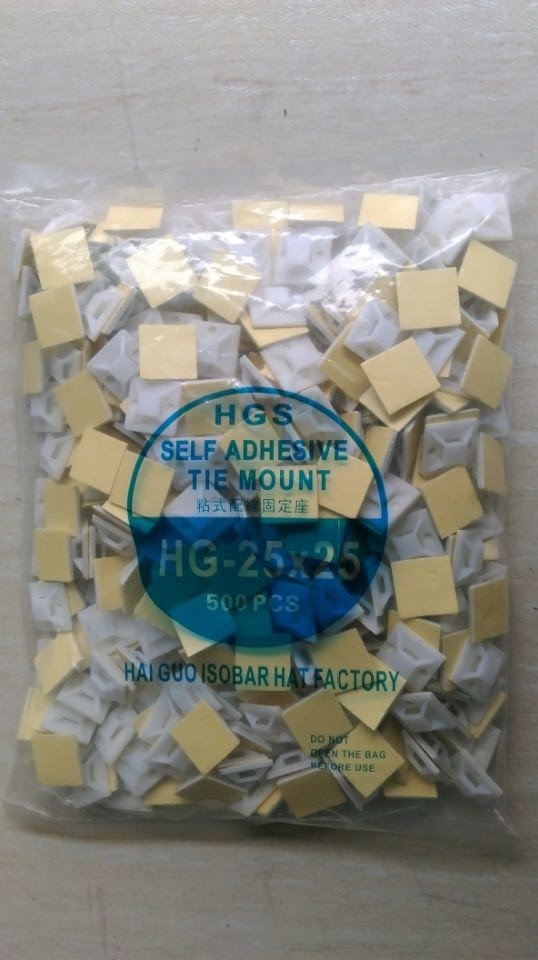 HGS
SELF ADHESIVE
TIE MOUNT
粘式配線固定座
HG-25x25
500 PCS
HAI GUO ISOBAR HAT FACTORY
DO NOT
OPEN THE BAG
BEFORE USE